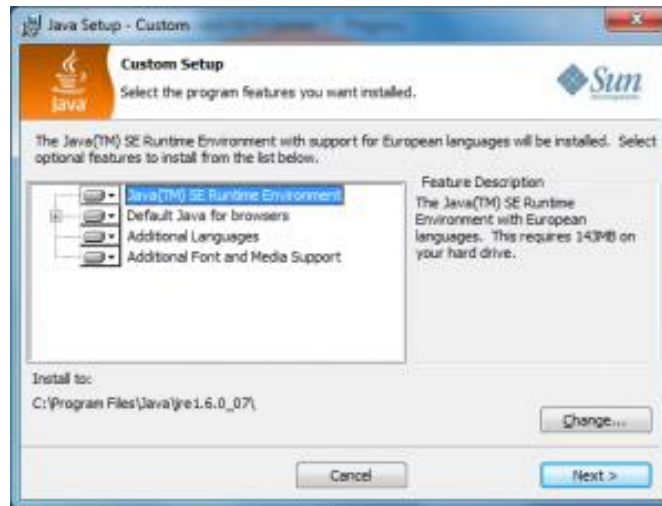 Java Setup - Custom
Custom Setup
Select the program features you want installed.
Java
Sun
The Java(TM) SE Runtime Environment with support for European languages will be installed. Select
optional features to install from the list below.
Java(TM) SE Runtime Environment
Default Java for browsers
Additional Languages
Additional Font and Media Support
Feature Description
The Java(TM) SE Runtime
Environment with European
languages. This requires 143MB on
your hard drive.
Install to:
C:\Program Files\Java\jre1.6.0_07\
Change...
Cancel
Next >